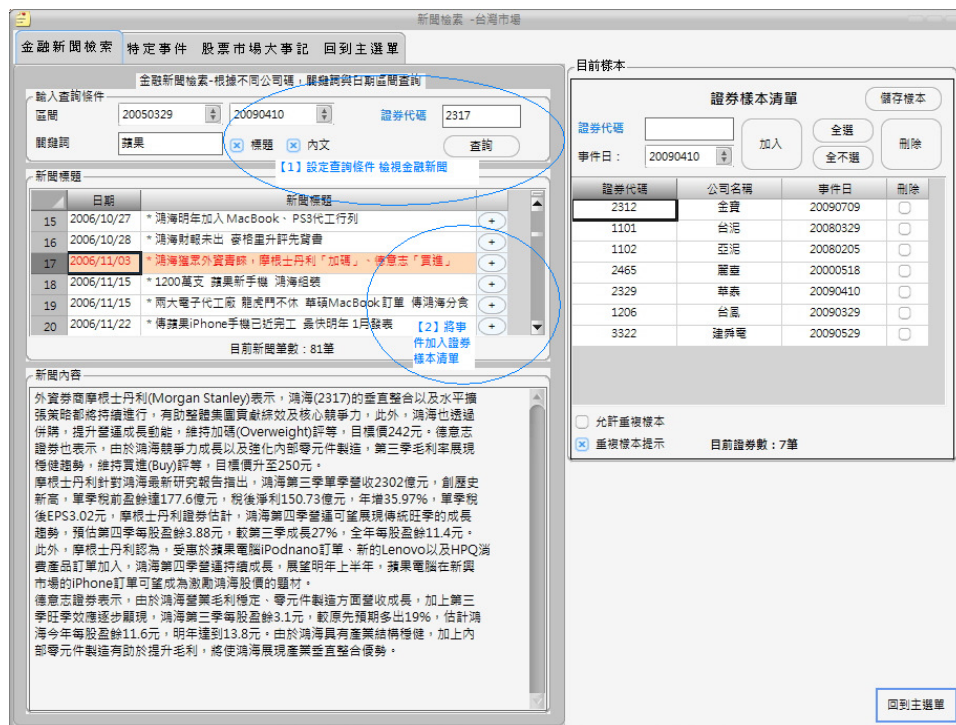 新聞檢索 -台灣市場
金融新聞檢索 特定事件 股票市場大事記 回到主選單
金融新聞檢索-根據不同公司碼，關鍵詞與日期區間查詢
輸入查詢條件
區間 20050329 20090410 證券代碼 2317
關鍵詞 蘋果 標題 內文 查詢
【1】設定查詢條件 檢視金融新聞
新聞標題
日期 新聞標題
15 2006/10/27 * 鴻海明年加入 MacBook、 PS3代工行列 +
16 2006/10/28 * 鴻海財報未出 麥格里升評先背書 +
17 2006/11/03 * 鴻海獲眾外資青睞，摩根士丹利「加碼」、德意志「買進」 +
18 2006/11/15 * 1200萬支 蘋果新手機 鴻海組裝 +
19 2006/11/15 * 兩大電子代工廠 龍虎鬥不休 華碩MacBook訂單 傳鴻海分食 +
20 2006/11/22 * 傳蘋果iPhone手機已近完工 最快明年 1月發表 +
【2】將事
件加入證券
樣本清單
目前新聞筆數：81筆
新聞內容
外資券商摩根士丹利(Morgan Stanley)表示，鴻海(2317)的垂直整合以及水平擴
張策略都將持續進行，有助整體集團貢獻綜效及核心競爭力，此外，鴻海也透過
併購，提升營運成長動能，維持加碼(Overweight)評等，目標價242元。德意志
證券也表示，由於鴻海競爭力成長以及強化內部零元件製造，第三季毛利率展現
穩健趨勢，維持買進(Buy)評等，目標價升至250元。
摩根士丹利針對鴻海最新研究報告指出，鴻海第三季單季營收2302億元，創歷史
新高，單季稅前盈餘達177.6億元，稅後淨利150.73億元，年增35.97%，單季稅
後EPS3.02元，摩根士丹利證券估計，鴻海第四季營運可望展現傳統旺季的成長
趨勢，預估第四季每股盈餘3.88元，較第三季成長27%，全年每股盈餘11.4元。
此外，摩根士丹利認為，受惠於蘋果電腦iPodnano訂單、新的Lenovo以及HPQ消
費產品訂單加入，鴻海第四季營運持續成長，展望明年上半年，蘋果電腦在新興
市場的iPhone訂單可望成為激勵鴻海股價的題材。
德意志證券表示，由於鴻海營業毛利穩定、零元件製造方面營收成長，加上第三
季旺季效應逐步顯現，鴻海第三季每股盈餘3.1元，較原先預期多出19%，估計鴻
海今年每股盈餘11.6元，明年達到13.8元。由於鴻海具有產業結構穩健，加上內
部零元件製造有助於提升毛利，將使鴻海展現產業垂直整合優勢。
目前樣本
證券樣本清單 儲存樣本
證券代碼 加入 全選 刪除
事件日： 20090410 全不選
證券代碼 公司名稱 事件日 刪除
2312 金寶 20090709
1101 台泥 20080329
1102 亞泥 20080205
2465 麗臺 20000518
2329 華泰 20090410
1206 台鳳 20090329
3322 建舜電 20090529
允許重複樣本
重複樣本提示 目前證券數：7筆
回到主選單